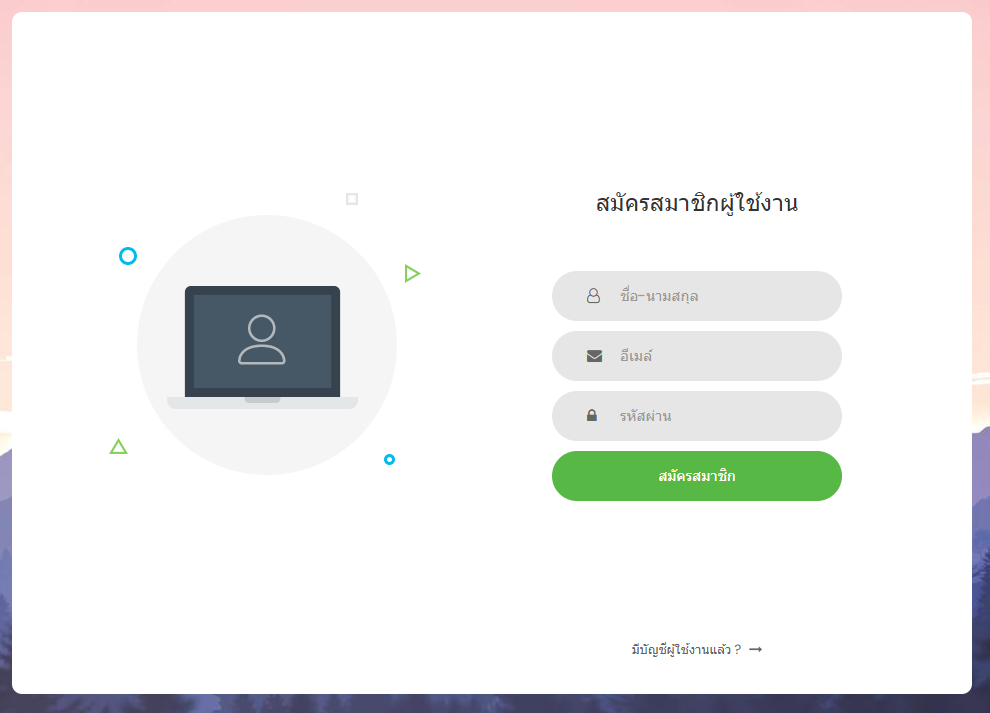 สมัครสมาชิกผู้ใช้งาน
ชื่อ-นามสกุล
อีเมล์
รหัสผ่าน
สมัครสมาชิก
มีบัญชีผู้ใช้งานแล้ว ?